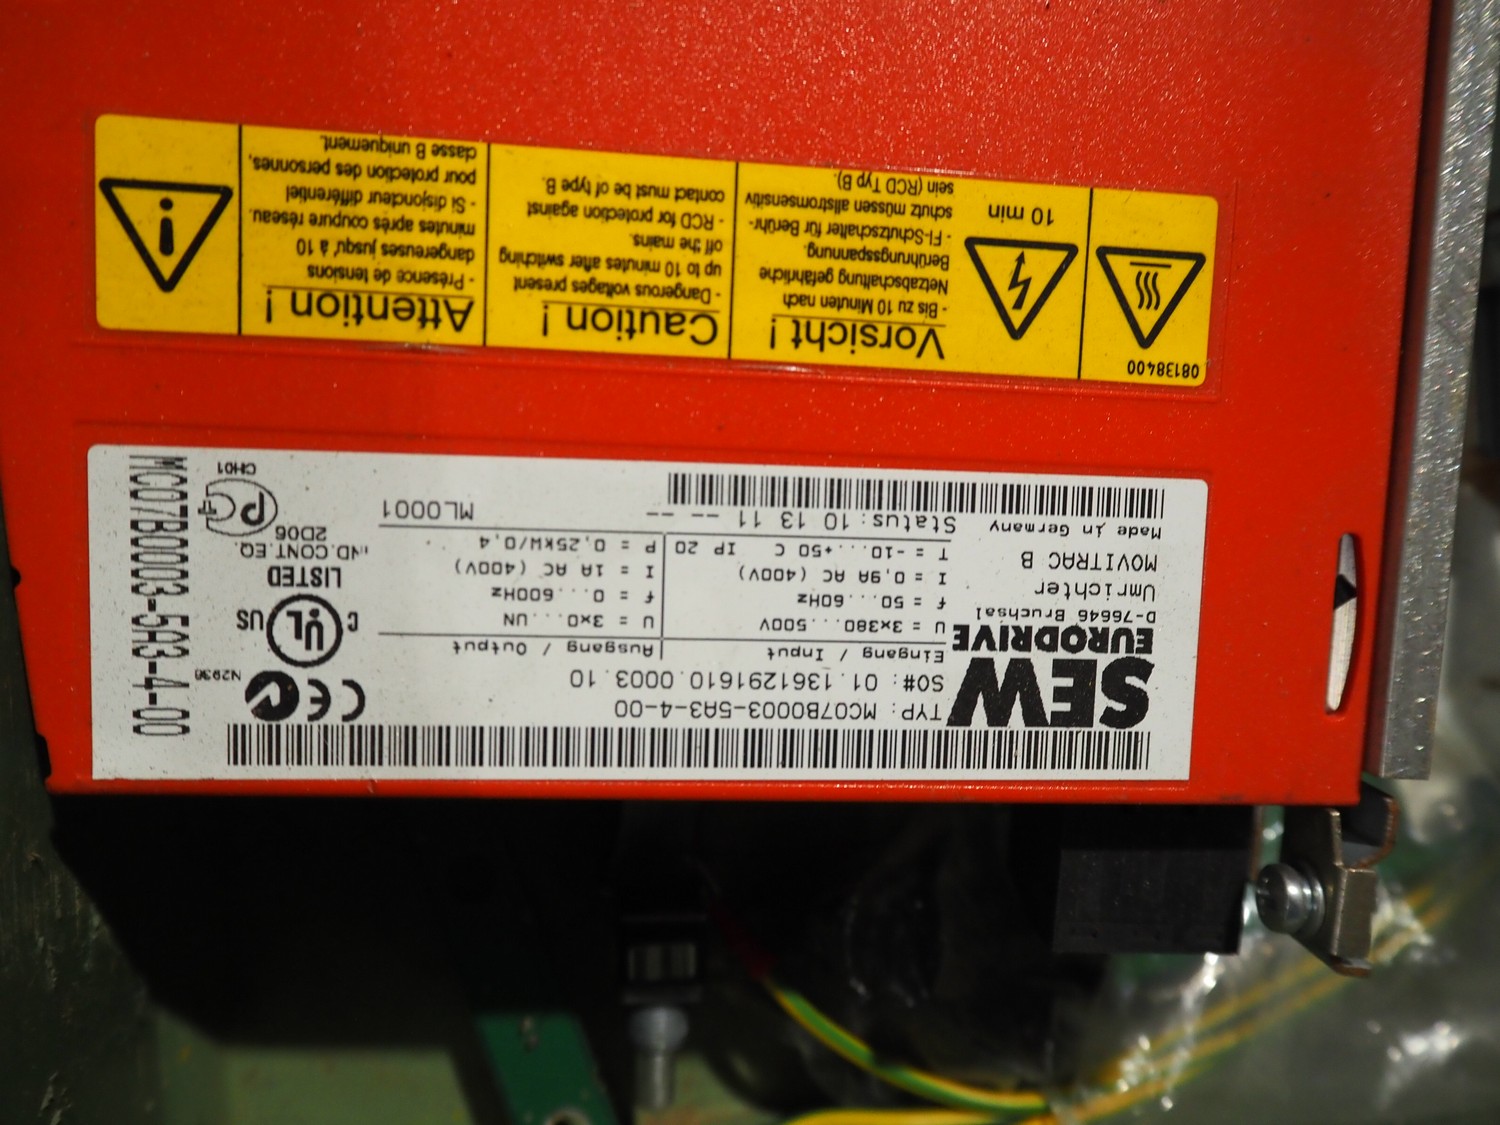 TYP: MC07B0003-5A3-4-00
SO#: 01.1361291610.0003.10
SEW
EURODRIVE
D-76646 Bruchsal
Umrichter
MOVITRAC B
Made in Germany
Eingang / Input
U = 3x380...500V
f = 50...60Hz
I = 0,9A AC (400V)
T = -10...+50 C IP 20
Status: 10 13 11 -- --
Ausgang / Output
U = 3x0...UN
f = 0...600Hz
I = 1A AC (400V)
P = 0,25kW/0,4
ML0001
CE
N2936
C UL US
LISTED
IND.CONT.EQ.
2D06
PCT
CH01
MC07B0003-5A3-4-00
08138400
10 min
Vorsicht !
- Bis zu 10 Minuten nach
Netzabschaltung gefährliche
Berührungsspannung.
- FI-Schutzschalter für Berühr-
schutz müssen allstromsensitiv
sein (RCD Typ B).
Caution !
- Dangerous voltages present
up to 10 minutes after switching
off the mains.
- RCD for protection against
contact must be of type B.
Attention !
- Présence de tensions
dangereuses jusqu' à 10
minutes après coupure réseau.
- Si disjoncteur différentiel
pour protection des personnes,
classe B uniquement.